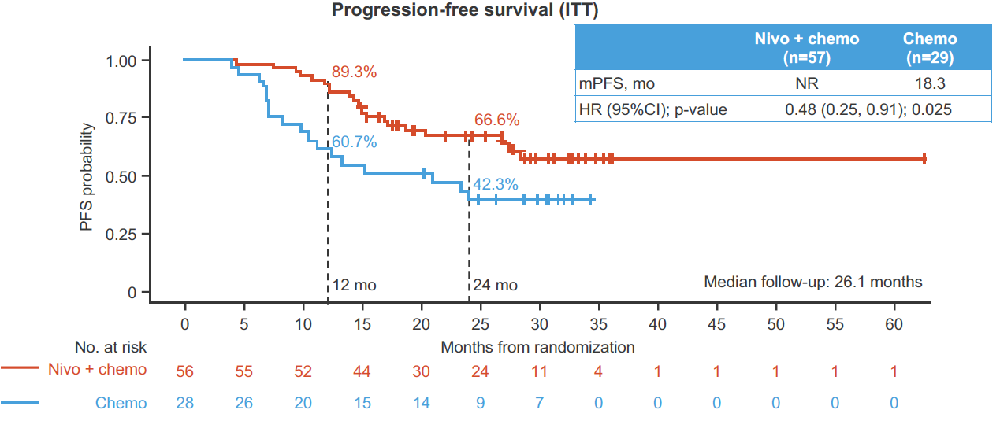 Progression-free survival (ITT)
Nivo + chemo (n=57) Chemo (n=29)
mPFS, mo NR 18.3
HR (95%CI); p-value 0.48 (0.25, 0.91); 0.025
PFS probability
1.00
0.75
0.50
0.25
0
89.3%
66.6%
60.7%
42.3%
12 mo
24 mo
Median follow-up: 26.1 months
0 5 10 15 20 25 30 35 40 45 50 55 60
No. at risk Months from randomization
Nivo + chemo 56 55 52 44 30 24 11 4 1 1 1 1 1
Chemo 28 26 20 15 14 9 7 0 0 0 0 0 0